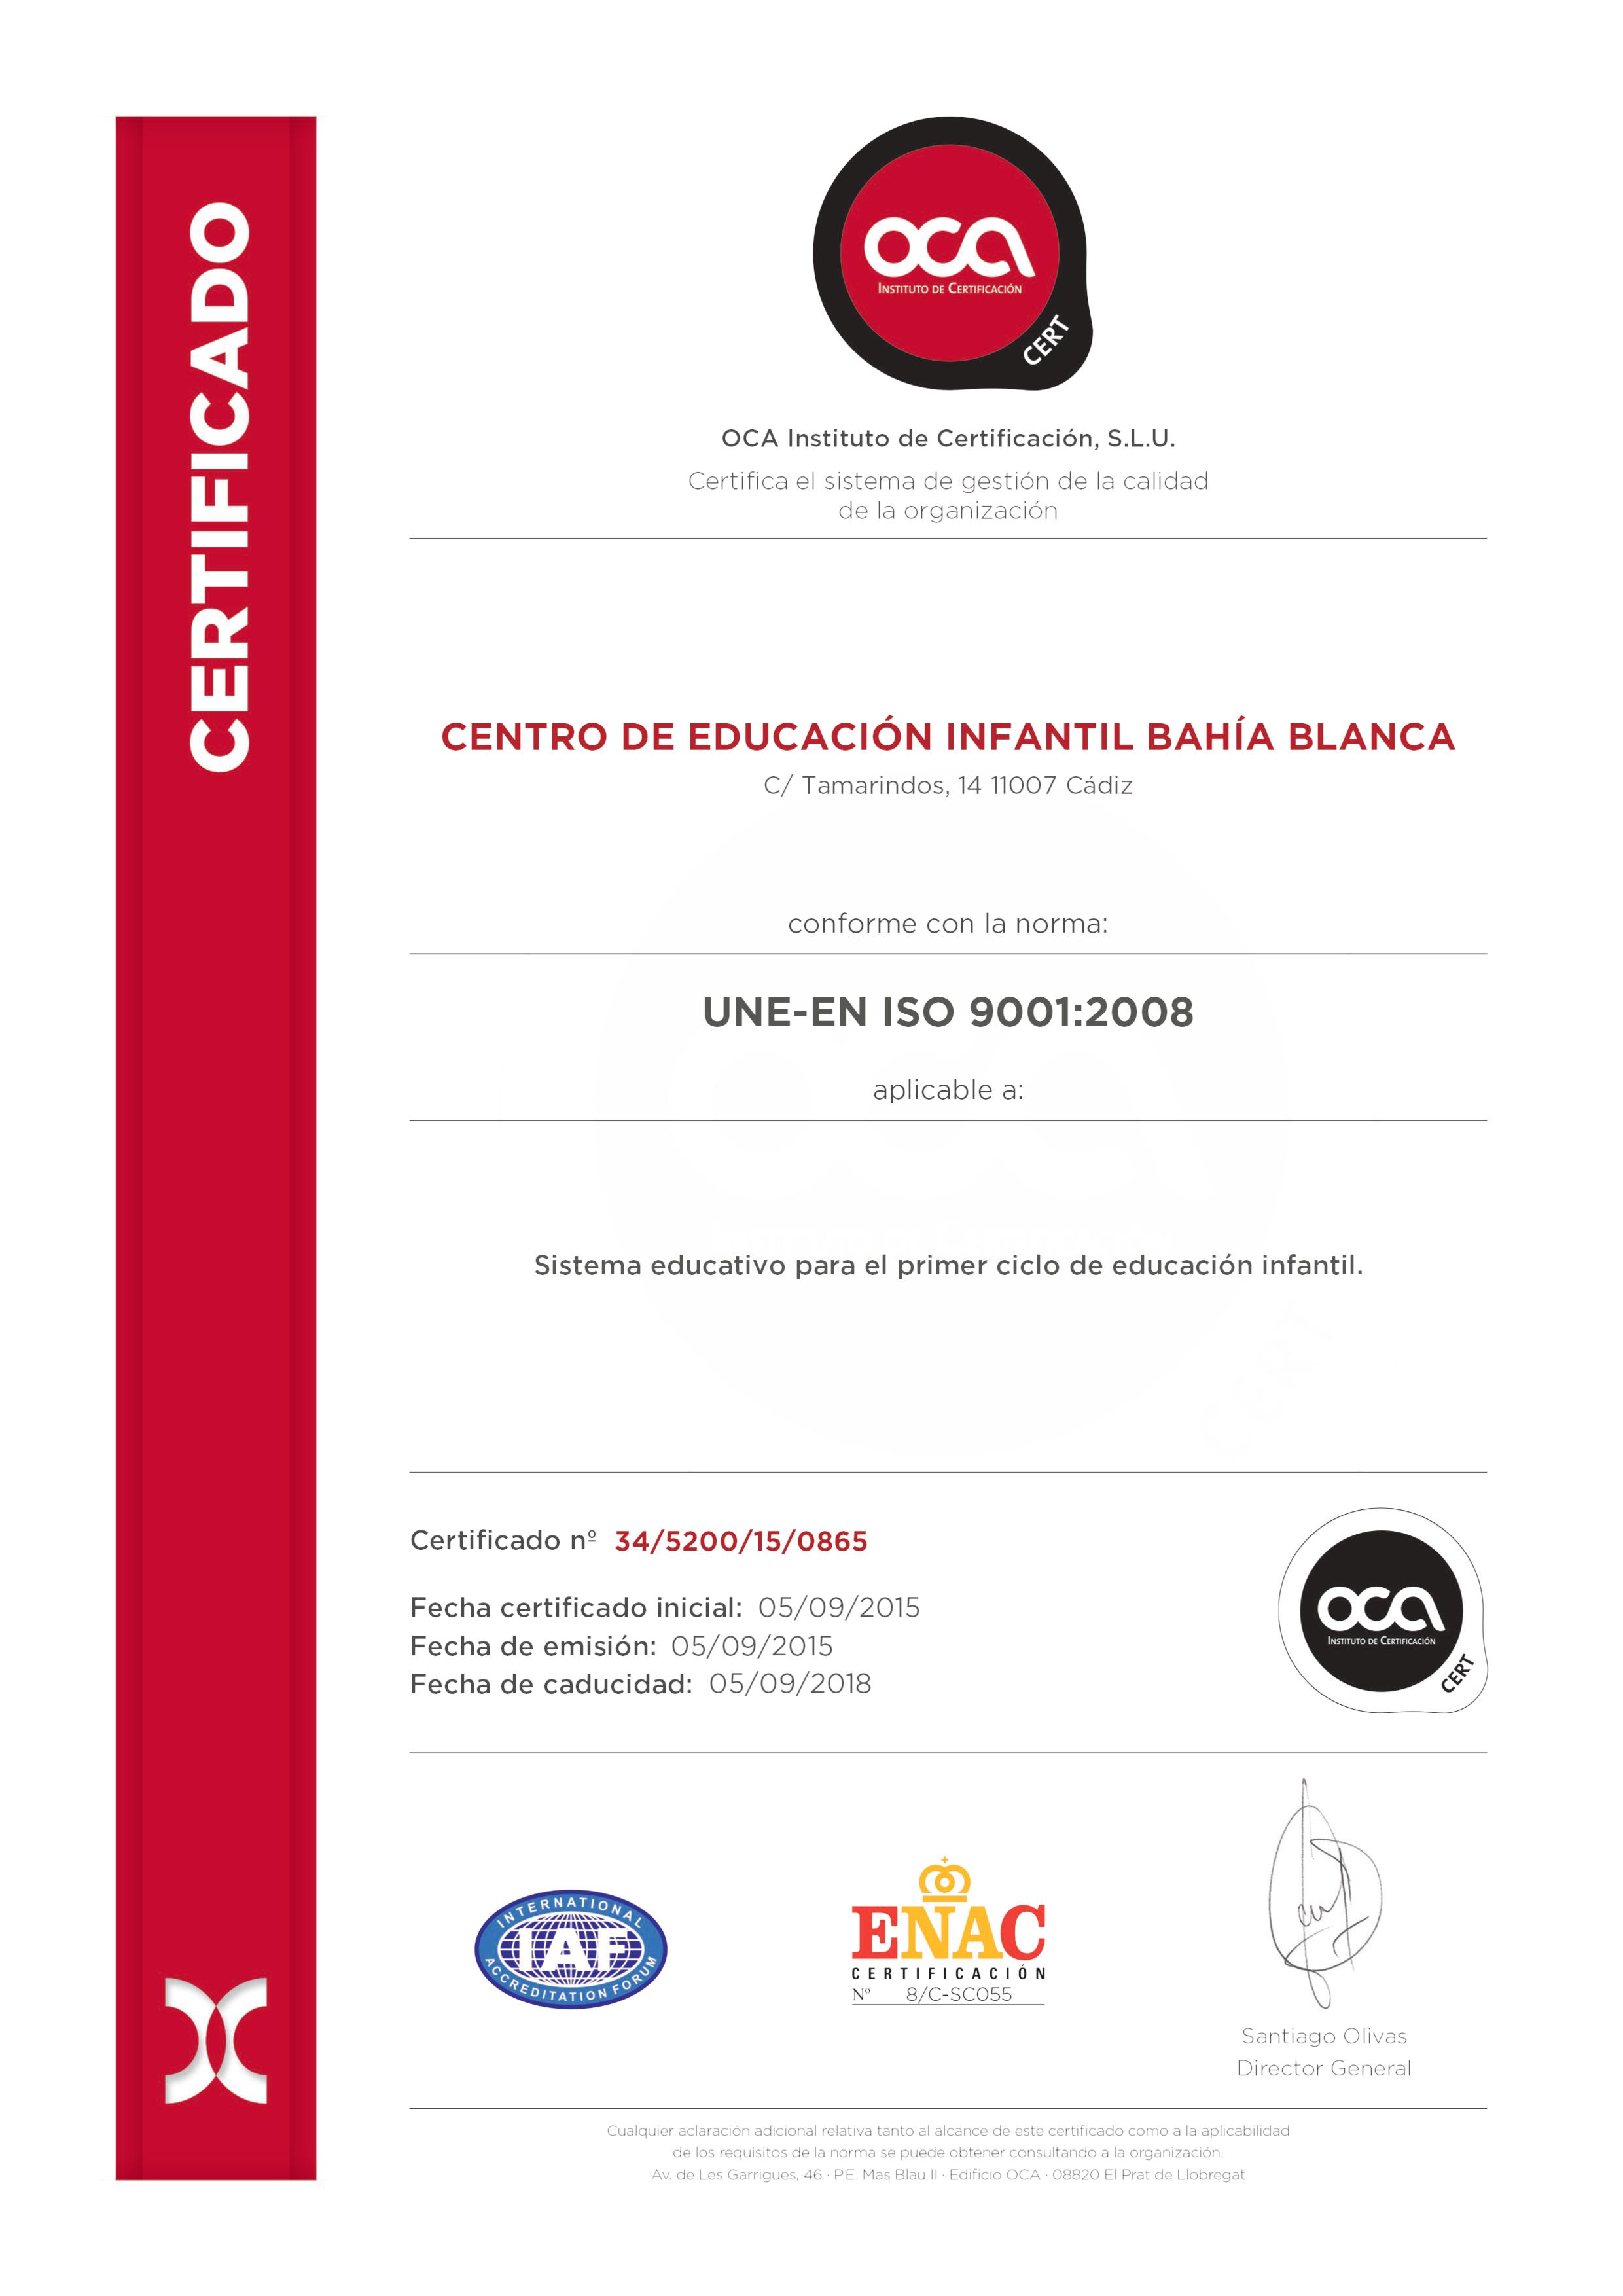 CERTIFICADO
oca
INSTITUTO DE CERTIFICACIÓN
CERT
OCA Instituto de Certificación, S.L.U.
Certifica el sistema de gestión de la calidad
de la organización
CENTRO DE EDUCACIÓN INFANTIL BAHÍA BLANCA
C/ Tamarindos, 14 11007 Cádiz
conforme con la norma:
UNE-EN ISO 9001:2008
aplicable a:
Sistema educativo para el primer ciclo de educación infantil.
Certificado nº 34/5200/15/0865
Fecha certificado inicial: 05/09/2015
Fecha de emisión: 05/09/2015
Fecha de caducidad: 05/09/2018
oca
INSTITUTO DE CERTIFICACIÓN
CERT
INTERNATIONAL
IAF
ACCREDITATION FORUM
ENAC
CERTIFICACIÓN
Nº 8/C-SC055
Santiago Olivas
Director General
Cualquier aclaración adicional relativa tanto al alcance de este certificado como a la aplicabilidad
de los requisitos de la norma se puede obtener consultando a la organización.
Av. de Les Garrigues, 46 · P.E. Mas Blau II · Edificio OCA · 08820 El Prat de Llobregat